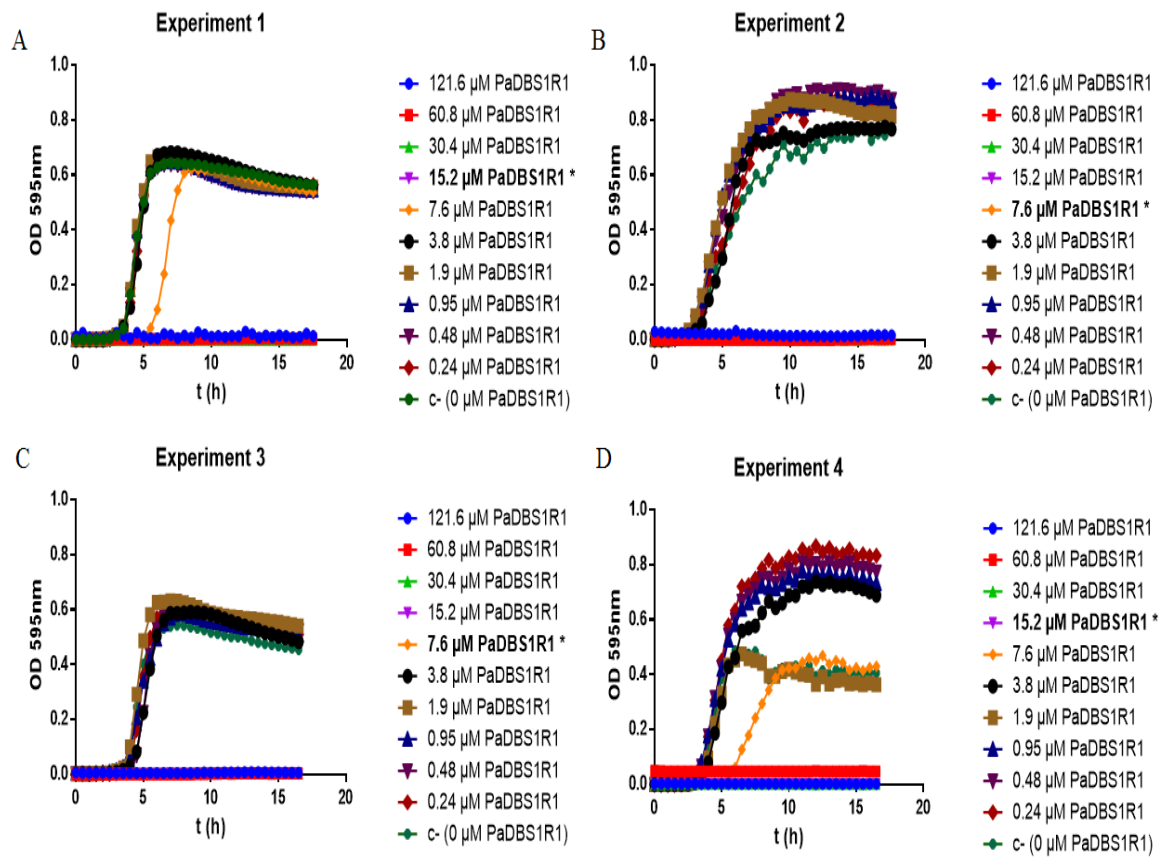 A
Experiment 1
OD 595nm
1.0
0.8
0.6
0.4
0.2
0.0
0
5
10
15
20
t (h)
121.6 µM PaDBS1R1
60.8 µM PaDBS1R1
30.4 µM PaDBS1R1
15.2 µM PaDBS1R1 *
7.6 µM PaDBS1R1
3.8 µM PaDBS1R1
1.9 µM PaDBS1R1
0.95 µM PaDBS1R1
0.48 µM PaDBS1R1
0.24 µM PaDBS1R1
c- (0 µM PaDBS1R1)
B
Experiment 2
OD 595nm
1.0
0.8
0.6
0.4
0.2
0.0
0
5
10
15
20
t (h)
121.6 µM PaDBS1R1
60.8 µM PaDBS1R1
30.4 µM PaDBS1R1
15.2 µM PaDBS1R1
7.6 µM PaDBS1R1 *
3.8 µM PaDBS1R1
1.9 µM PaDBS1R1
0.95 µM PaDBS1R1
0.48 µM PaDBS1R1
0.24 µM PaDBS1R1
c- (0 µM PaDBS1R1)
C
Experiment 3
OD 595nm
1.0
0.8
0.6
0.4
0.2
0.0
0
5
10
15
20
t (h)
121.6 µM PaDBS1R1
60.8 µM PaDBS1R1
30.4 µM PaDBS1R1
15.2 µM PaDBS1R1
7.6 µM PaDBS1R1 *
3.8 µM PaDBS1R1
1.9 µM PaDBS1R1
0.95 µM PaDBS1R1
0.48 µM PaDBS1R1
0.24 µM PaDBS1R1
c- (0 µM PaDBS1R1)
D
Experiment 4
OD 595nm
1.0
0.8
0.6
0.4
0.2
0.0
0
5
10
15
20
t (h)
121.6 µM PaDBS1R1
60.8 µM PaDBS1R1
30.4 µM PaDBS1R1
15.2 µM PaDBS1R1 *
7.6 µM PaDBS1R1
3.8 µM PaDBS1R1
1.9 µM PaDBS1R1
0.95 µM PaDBS1R1
0.48 µM PaDBS1R1
0.24 µM PaDBS1R1
c- (0 µM PaDBS1R1)